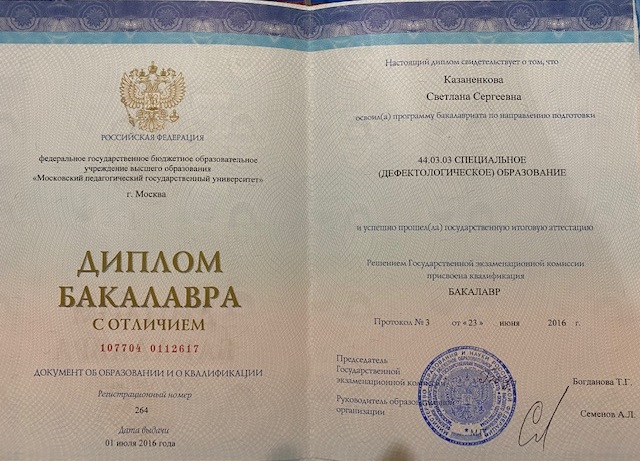 РОССИЙСКАЯ ФЕДЕРАЦИЯ
федеральное государственное бюджетное образовательное
учреждение высшего образования
«Московский педагогический государственный университет»
г. Москва
ДИПЛОМ
БАКАЛАВРА
С ОТЛИЧИЕМ
107704 0112617
ДОКУМЕНТ ОБ ОБРАЗОВАНИИ И О КВАЛИФИКАЦИИ
Регистрационный номер
264
Дата выдачи
01 июля 2016 года
Настоящий диплом свидетельствует о том, что
Казаненкова
Светлана Сергеевна
освоил(а) программу бакалавриата по направлению подготовки
44.03.03 СПЕЦИАЛЬНОЕ
(ДЕФЕКТОЛОГИЧЕСКОЕ) ОБРАЗОВАНИЕ
и успешно прошел(ла) государственную итоговую аттестацию
Решением Государственной экзаменационной комиссии
присвоена квалификация
БАКАЛАВР
Протокол № 3 от « 23 » июня 2016 г.
Председатель
Государственной
экзаменационной
Богданова Т.Г.
Руководитель
организации
Семенов А.Л.
М.П.